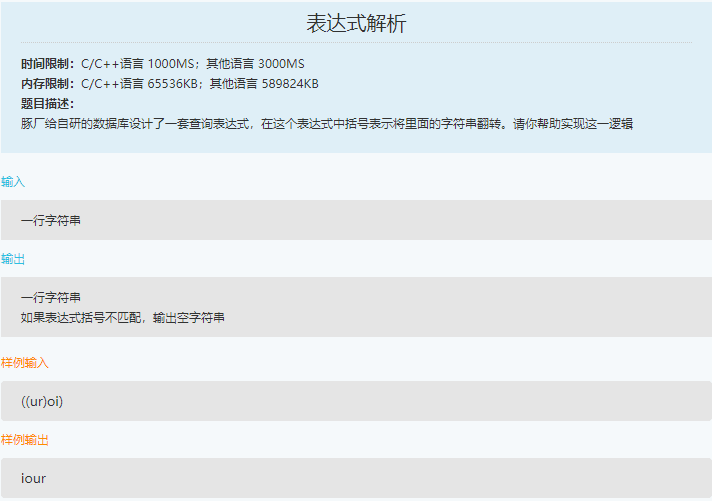 表达式解析
时间限制：C/C++语言 1000MS；其他语言 3000MS
内存限制：C/C++语言 65536KB；其他语言 589824KB
题目描述：
豚厂给自研的数据库设计了一套查询表达式，在这个表达式中括号表示将里面的字符串翻转。请你帮助实现这一逻辑
输入
一行字符串
输出
一行字符串
如果表达式括号不匹配，输出空字符串
样例输入
((ur)oi)
样例输出
iour